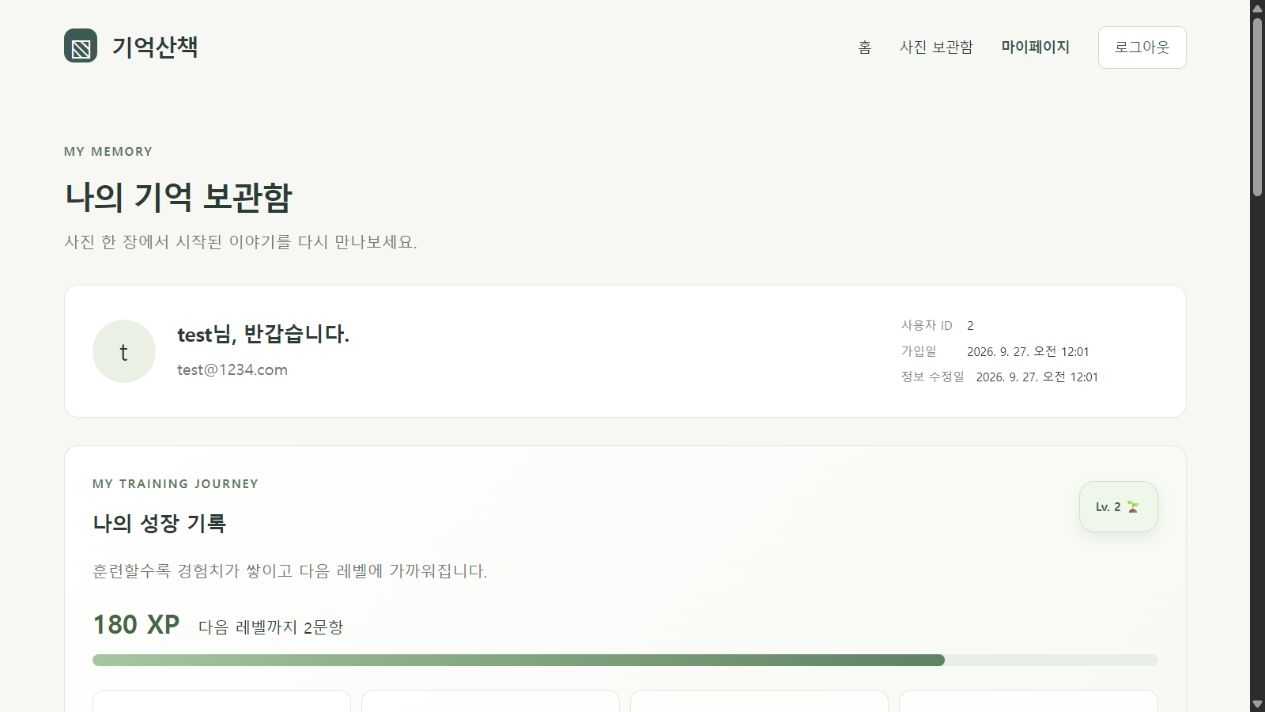 기억산책
홈 사진 보관함 마이페이지 로그아웃
MY MEMORY
나의 기억 보관함
사진 한 장에서 시작된 이야기를 다시 만나보세요.
t
test님, 반갑습니다.
test@1234.com
사용자 ID 2
가입일 2026. 9. 27. 오전 12:01
정보 수정일 2026. 9. 27. 오전 12:01
MY TRAINING JOURNEY
나의 성장 기록
Lv. 2 🌱
훈련할수록 경험치가 쌓이고 다음 레벨에 가까워집니다.
180 XP 다음 레벨까지 2문항